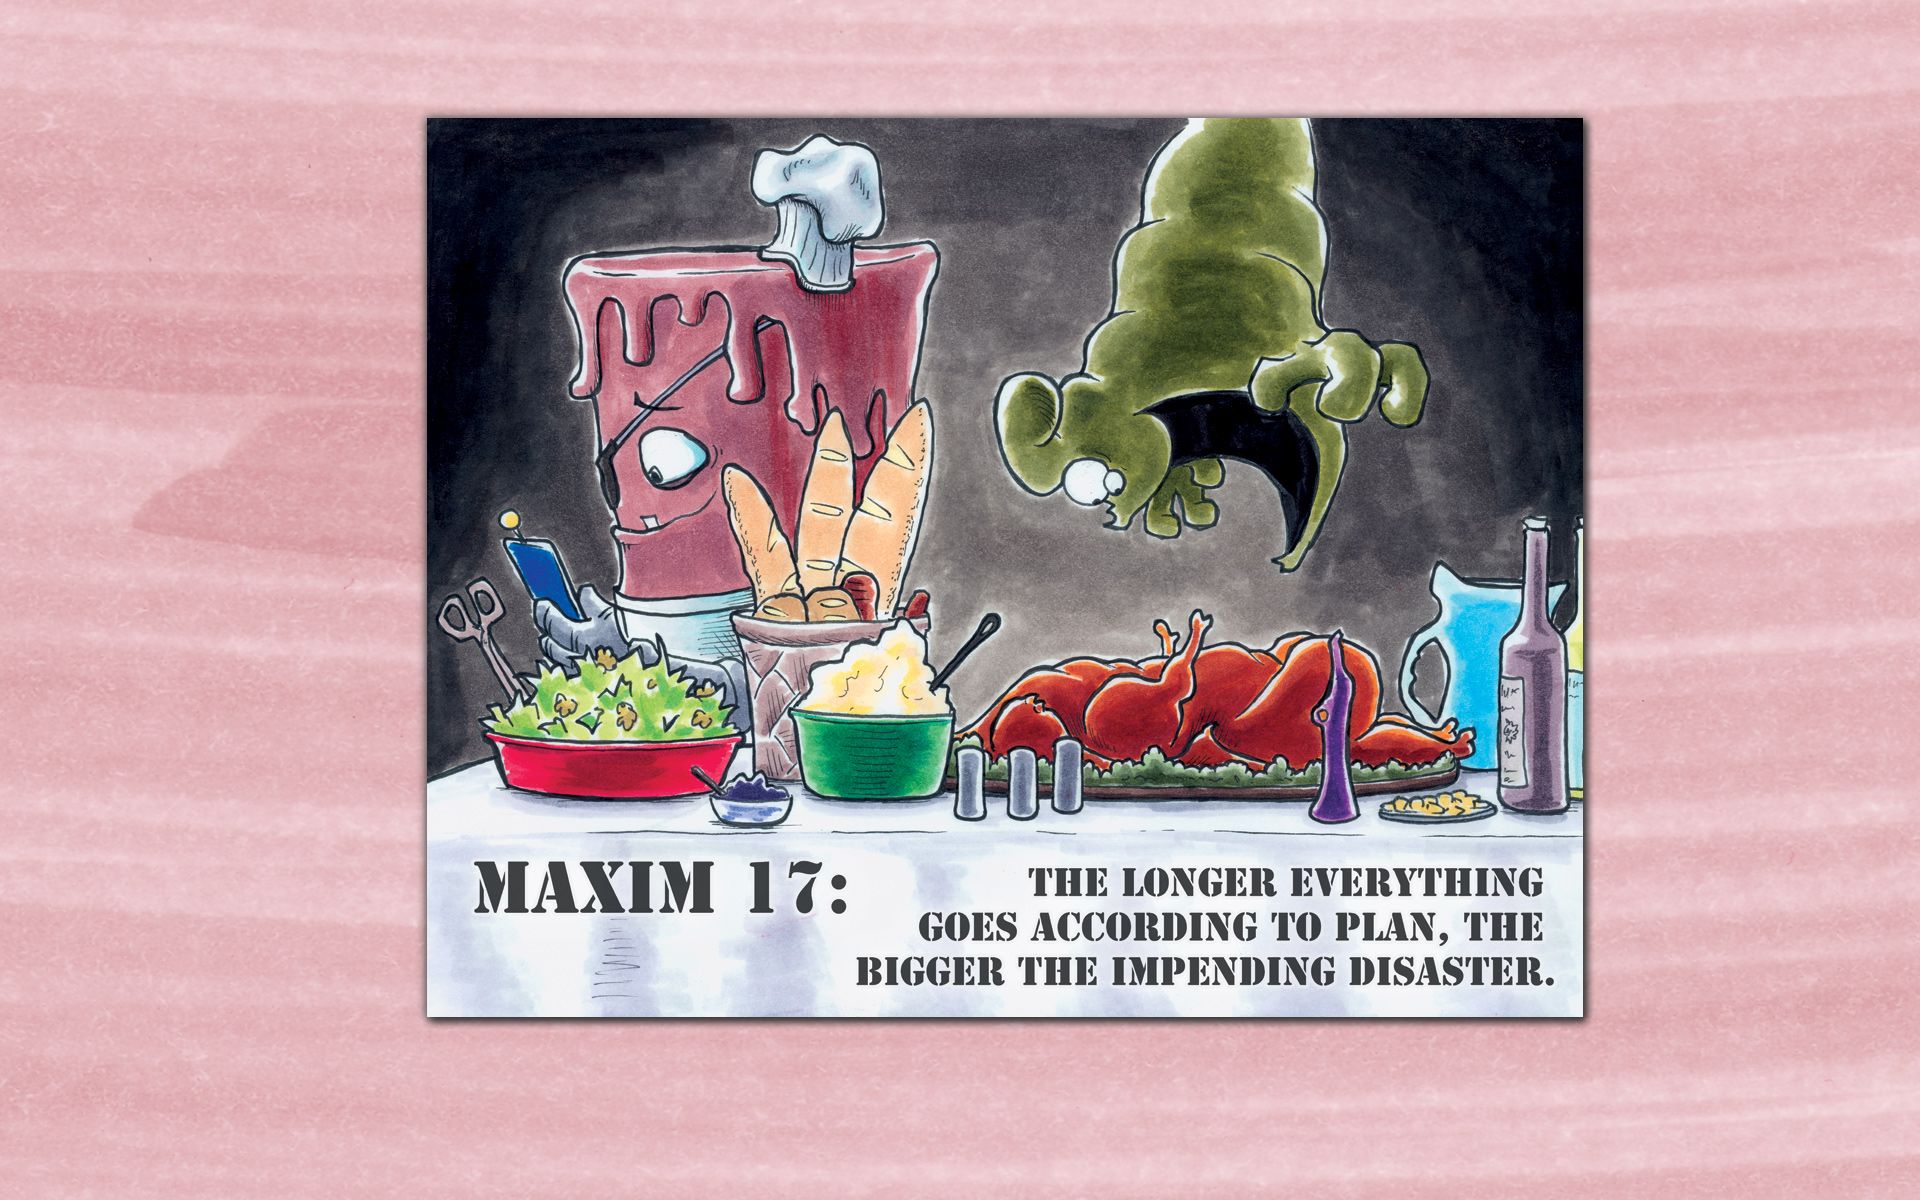 MAXIM 17:
THE LONGER EVERYTHING
GOES ACCORDING TO PLAN, THE
BIGGER THE IMPENDING DISASTER.